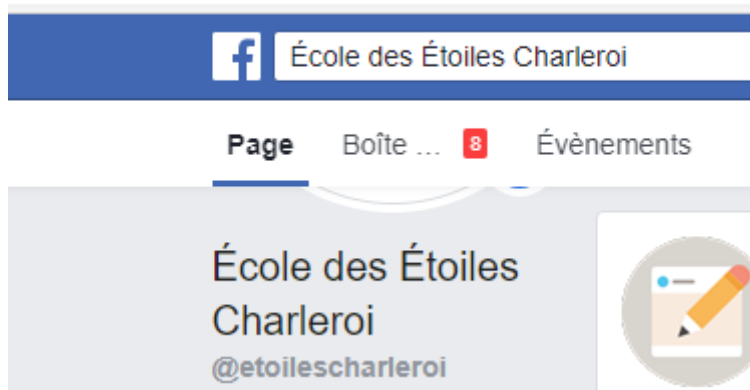 École des Étoiles Charleroi
Page Boîte ... 8 Évènements
École des Étoiles
Charleroi
@etoilescharleroi